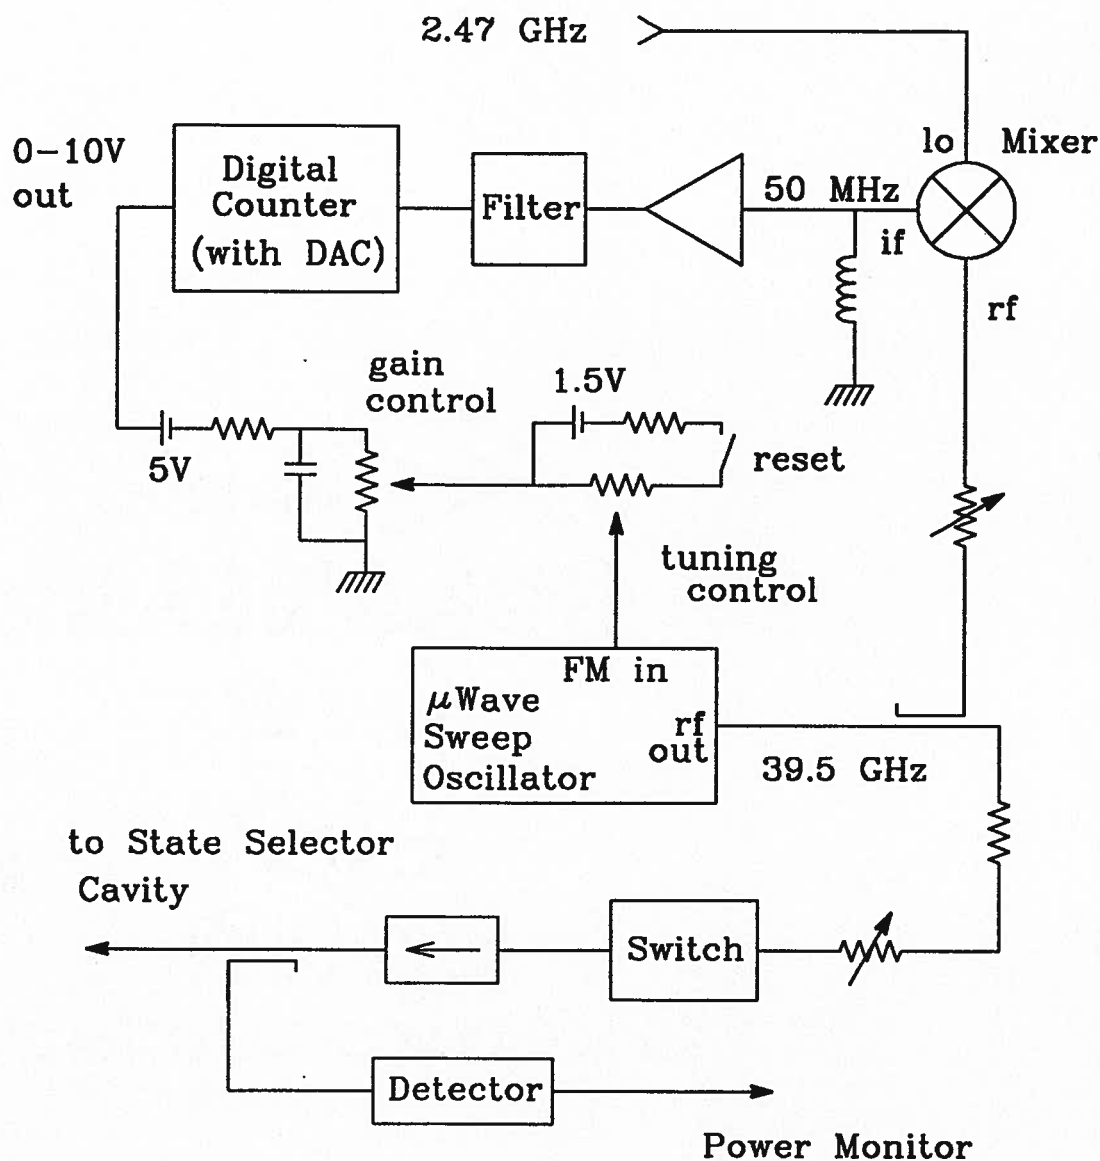 2.47 GHz
0-10V
out
Digital
Counter
(with DAC)
Filter
50 MHz
lo
Mixer
if
rf
gain
control
5V
1.5V
reset
tuning
control
FM in
μWave
Sweep
Oscillator
rf
out
39.5 GHz
to State Selector
Cavity
Switch
Detector
Power Monitor